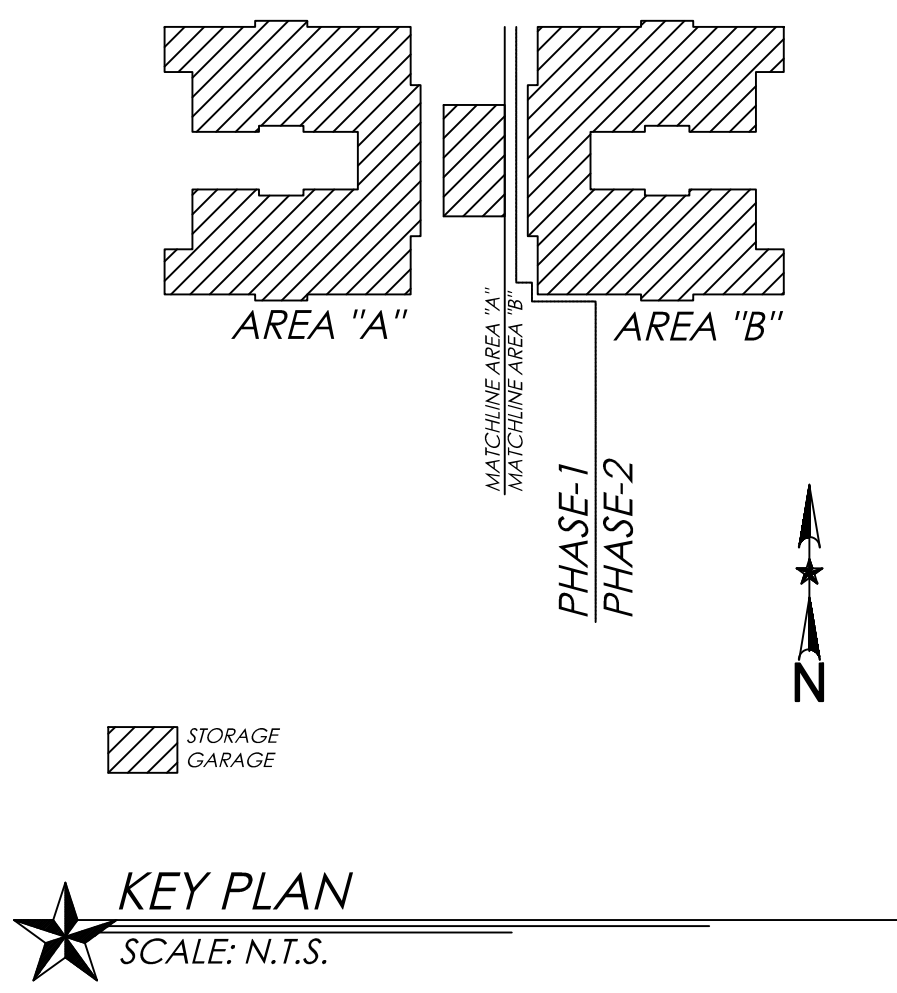 AREA "A"
AREA "B"
MATCHLINE AREA "A"
MATCHLINE AREA "B"
PHASE-1
PHASE-2
N
STORAGE
GARAGE
KEY PLAN
SCALE: N.T.S.